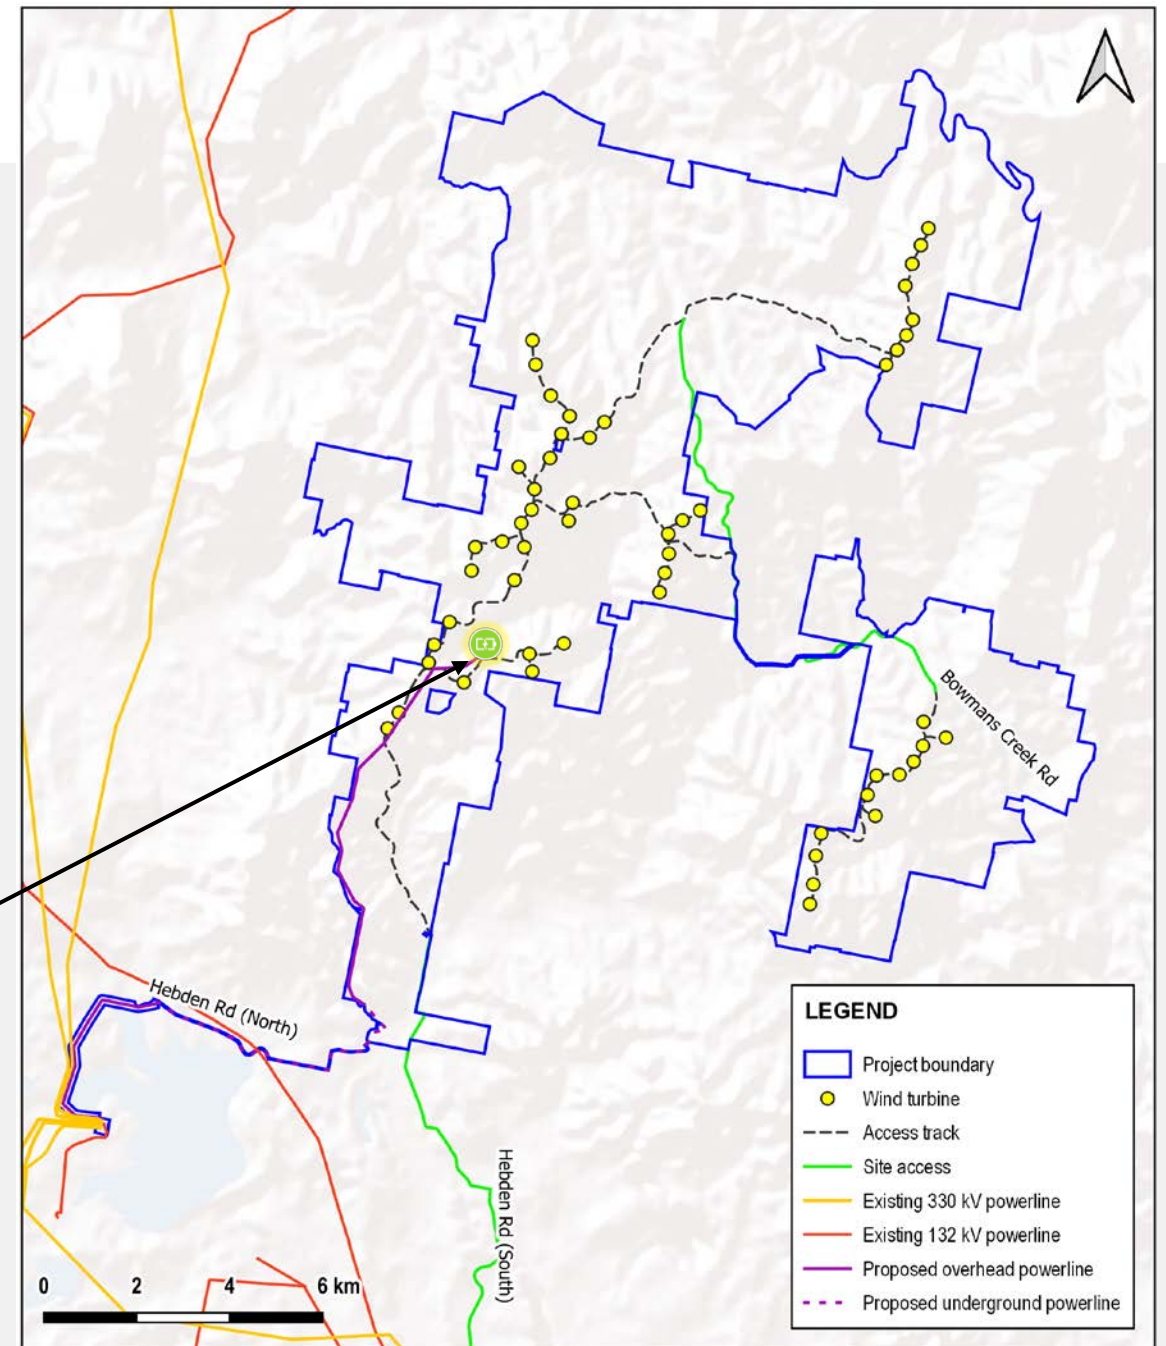 Bowmans Creek Rd
Hebden Rd (North)
Hebden Rd (South)
0 2 4 6 km
LEGEND
Project boundary
Wind turbine
Access track
Site access
Existing 330 kV powerline
Existing 132 kV powerline
Proposed overhead powerline
Proposed underground powerline